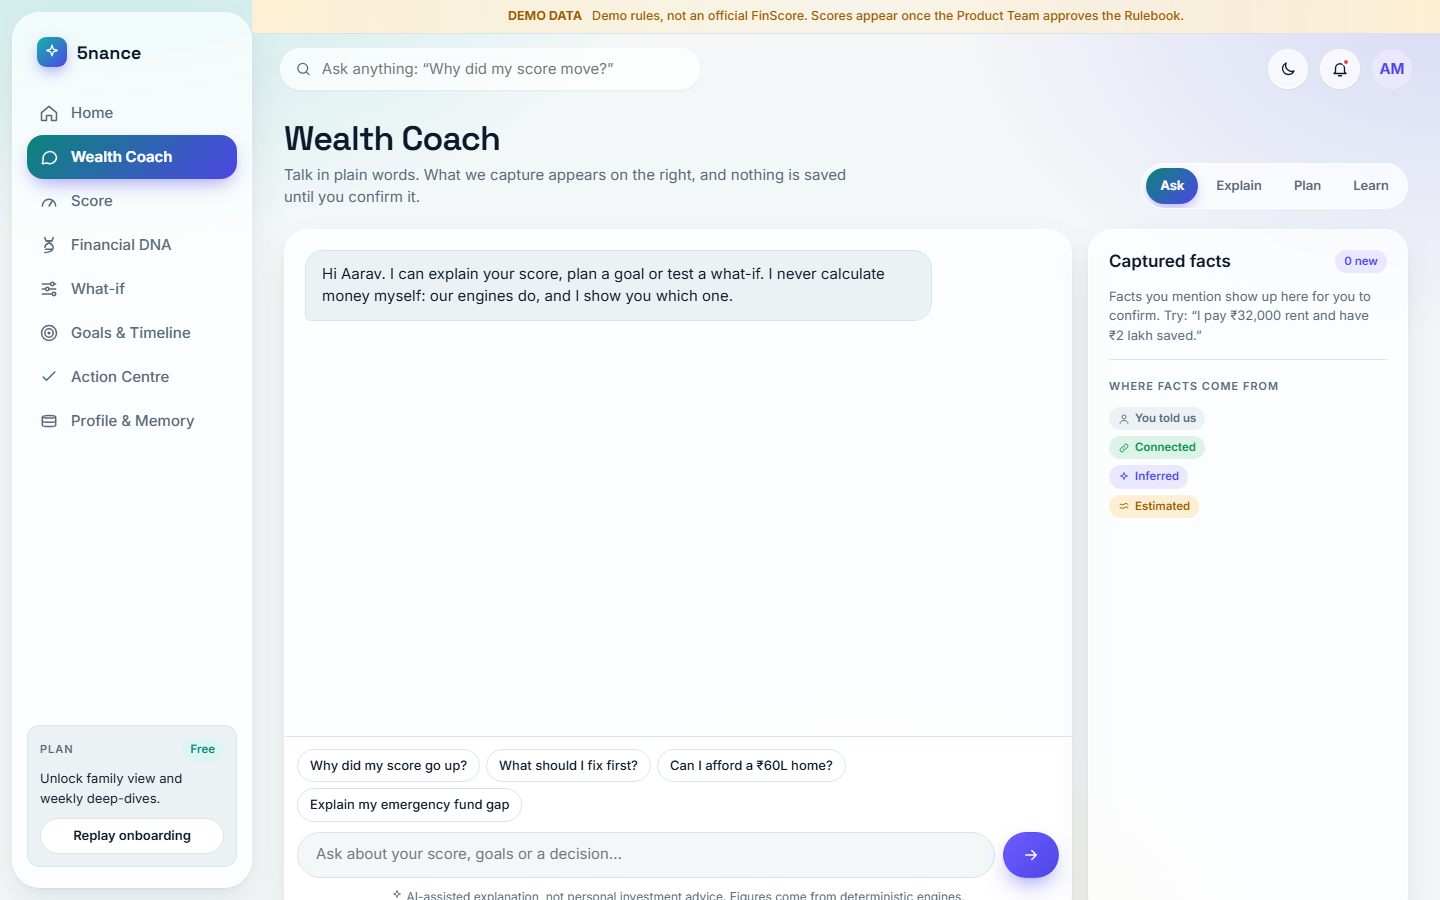 DEMO DATA Demo rules, not an official FinScore. Scores appear once the Product Team approves the Rulebook.
5nance
Home
Wealth Coach
Score
Financial DNA
What-if
Goals & Timeline
Action Centre
Profile & Memory
PLAN
Free
Unlock family view and
weekly deep-dives.
Replay onboarding
Ask anything: “Why did my score move?”
AM
Wealth Coach
Talk in plain words. What we capture appears on the right, and nothing is saved
until you confirm it.
Ask
Explain
Plan
Learn
Hi Aarav. I can explain your score, plan a goal or test a what-if. I never calculate
money myself: our engines do, and I show you which one.
Why did my score go up?
What should I fix first?
Can I afford a ₹60L home?
Explain my emergency fund gap
Ask about your score, goals or a decision...
AI-assisted explanation, not personal investment advice. Figures come from deterministic engines.
Captured facts
0 new
Facts you mention show up here for you to
confirm. Try: “I pay ₹32,000 rent and have
₹2 lakh saved.”
WHERE FACTS COME FROM
You told us
Connected
Inferred
Estimated